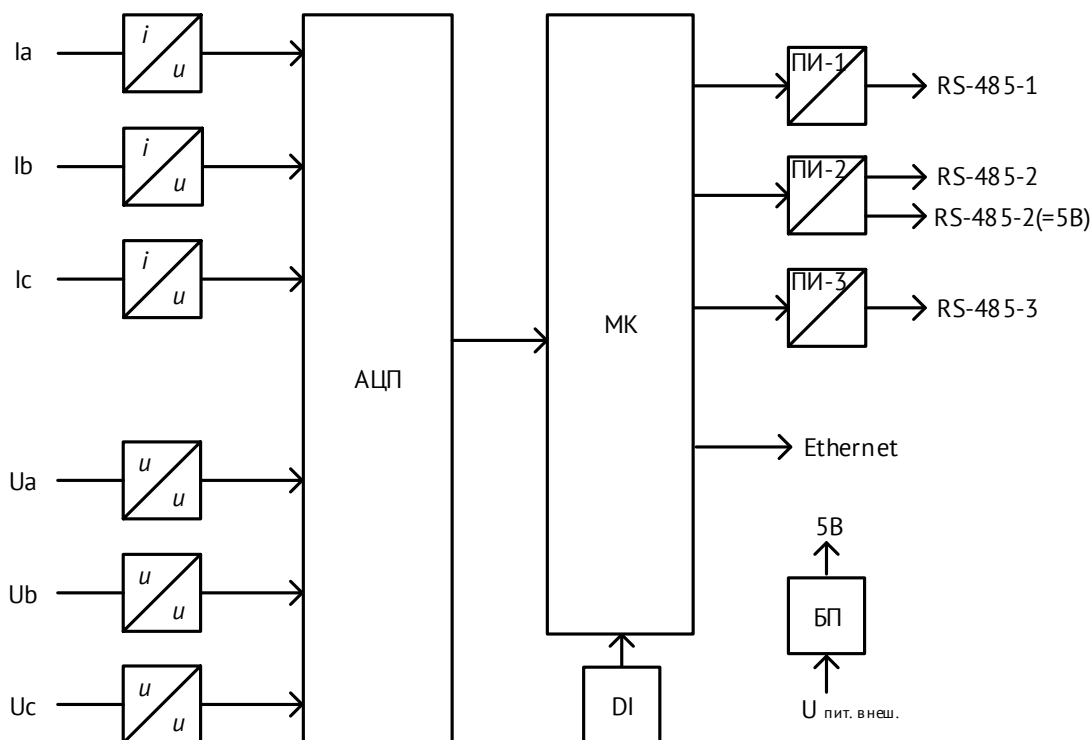 Ia
i
u
Ib
i
u
Ic
i
u
Ua
u
u
Ub
u
u
Uc
u
u
АЦП
МК
DI
ПИ-1
RS-485-1
ПИ-2
RS-485-2
RS-485-2(=5В)
ПИ-3
RS-485-3
Ethernet
5В
БП
U пит. внеш.